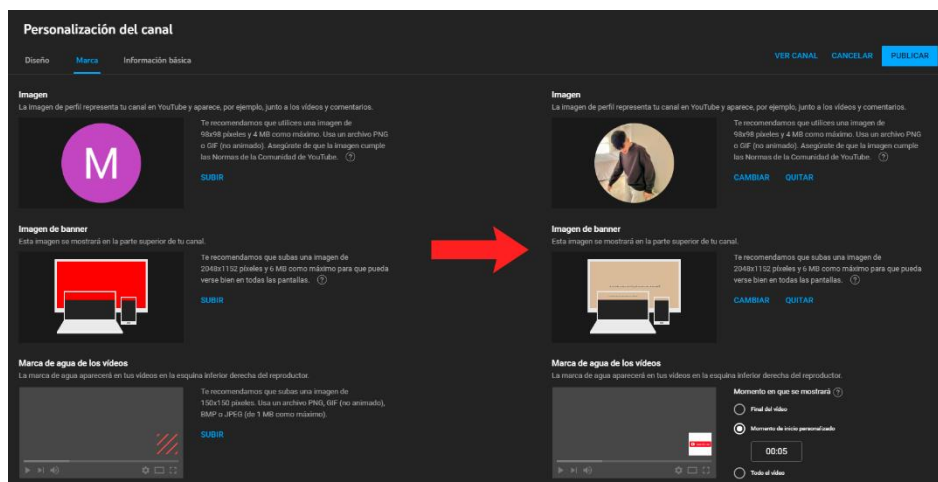 Personalización del canal
Diseño Marca Información básica VER CANAL CANCELAR PUBLICAR
Imagen
La imagen de perfil representa tu canal en YouTube y aparece, por ejemplo, junto a los vídeos y comentarios.
M
Te recomendamos que utilices una imagen de
98x98 píxeles y 4 MB como máximo. Usa un archivo PNG
o GIF (no animado). Asegúrate de que la imagen cumple
las Normas de la Comunidad de YouTube.
SUBIR
Imagen de banner
Esta imagen se mostrará en la parte superior de tu canal.
Te recomendamos que subas una imagen de
2048x1152 píxeles y 6 MB como máximo para que pueda
verse bien en todas las pantallas.
SUBIR
Marca de agua de los vídeos
La marca de agua aparecerá en tus vídeos en la esquina inferior derecha del reproductor.
Te recomendamos que subas una imagen de
150x150 píxeles. Usa un archivo PNG, GIF (no animado),
BMP o JPEG (de 1 MB como máximo).
SUBIR
Imagen
La imagen de perfil representa tu canal en YouTube y aparece, por ejemplo, junto a los vídeos y comentarios.
Te recomendamos que utilices una imagen de
98x98 píxeles y 4 MB como máximo. Usa un archivo PNG
o GIF (no animado). Asegúrate de que la imagen cumple
las Normas de la Comunidad de YouTube.
CAMBIAR QUITAR
Imagen de banner
Esta imagen se mostrará en la parte superior de tu canal.
Te recomendamos que subas una imagen de
2048x1152 píxeles y 6 MB como máximo para que pueda
verse bien en todas las pantallas.
CAMBIAR QUITAR
Marca de agua de los vídeos
La marca de agua aparecerá en tus vídeos en la esquina inferior derecha del reproductor.
Momento en que se mostrará
Final del vídeo
Momento de inicio personalizado
00:05
Todo el vídeo